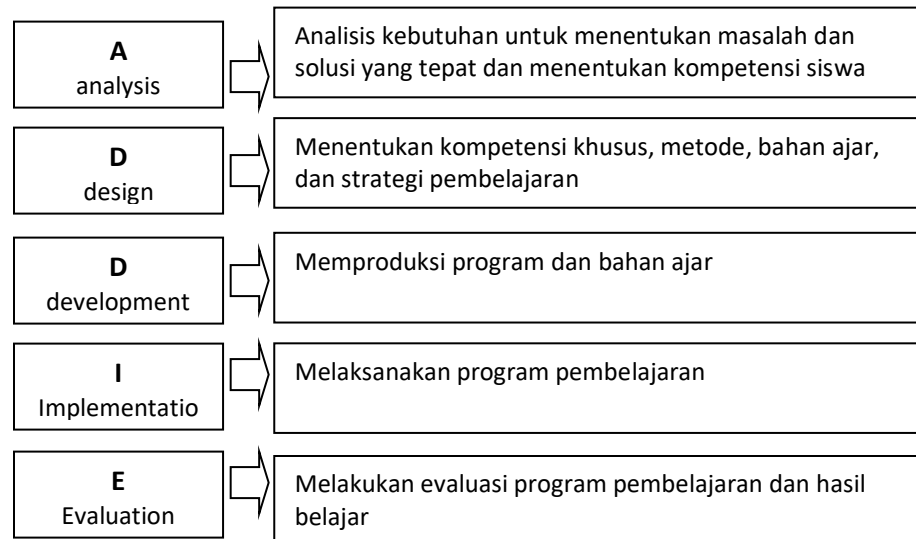 A
analysis
Analisis kebutuhan untuk menentukan masalah dan
solusi yang tepat dan menentukan kompetensi siswa
D
design
Menentukan kompetensi khusus, metode, bahan ajar,
dan strategi pembelajaran
D
development
Memproduksi program dan bahan ajar
I
Implementatio
Melaksanakan program pembelajaran
E
Evaluation
Melakukan evaluasi program pembelajaran dan hasil
belajar